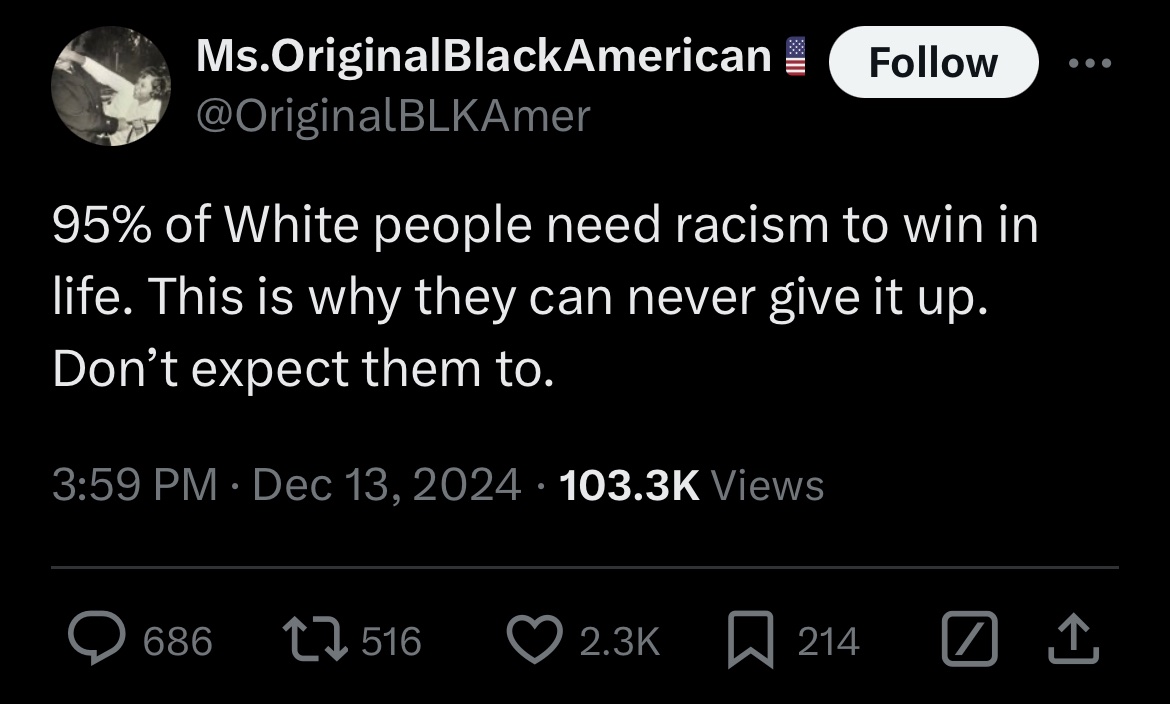 Ms.OriginalBlackAmerican🇺🇸
Follow
@OriginalBLKAmer
95% of White people need racism to win in
life. This is why they can never give it up.
Don’t expect them to.
3:59 PM · Dec 13, 2024 · 103.3K Views
686 516 2.3K 214